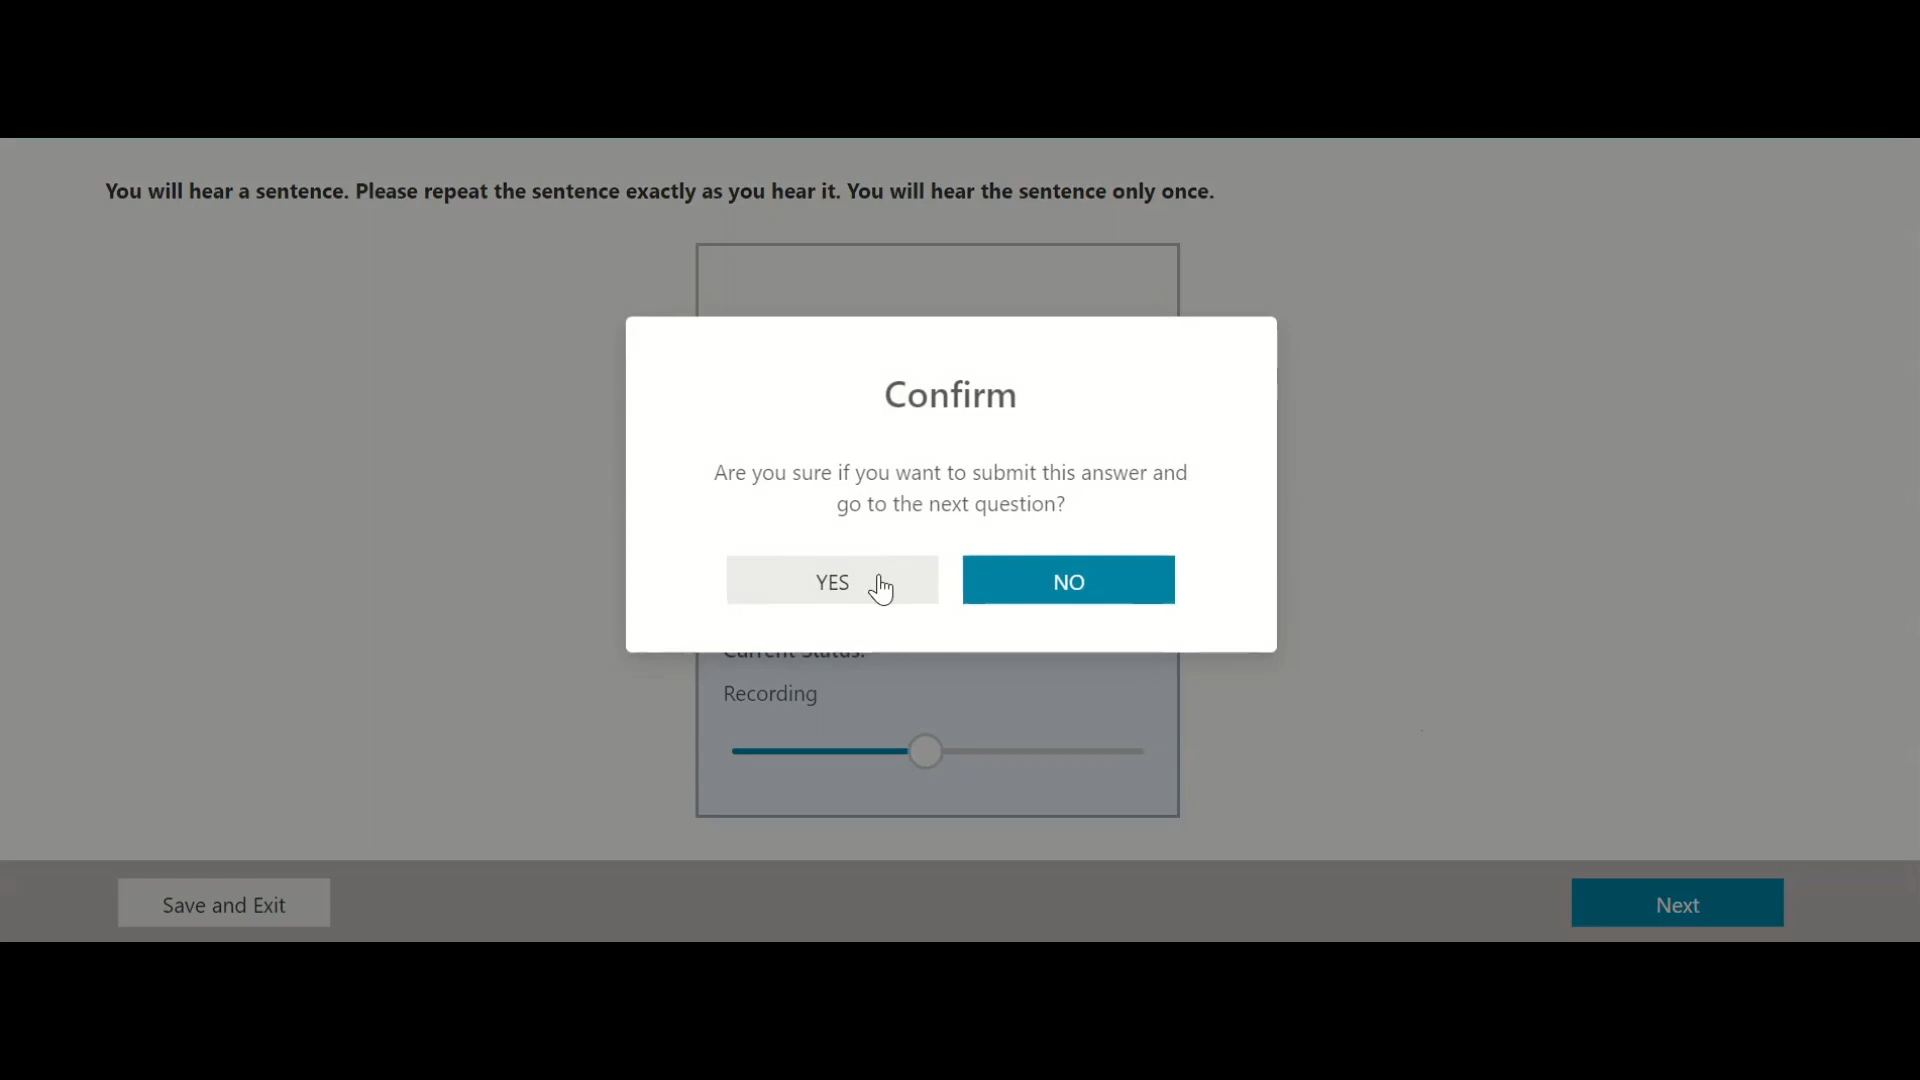 You will hear a sentence. Please repeat the sentence exactly as you hear it. You will hear the sentence only once.
Confirm
Are you sure if you want to submit this answer and
go to the next question?
YES
NO
Current Status:
Recording
Save and Exit
Next